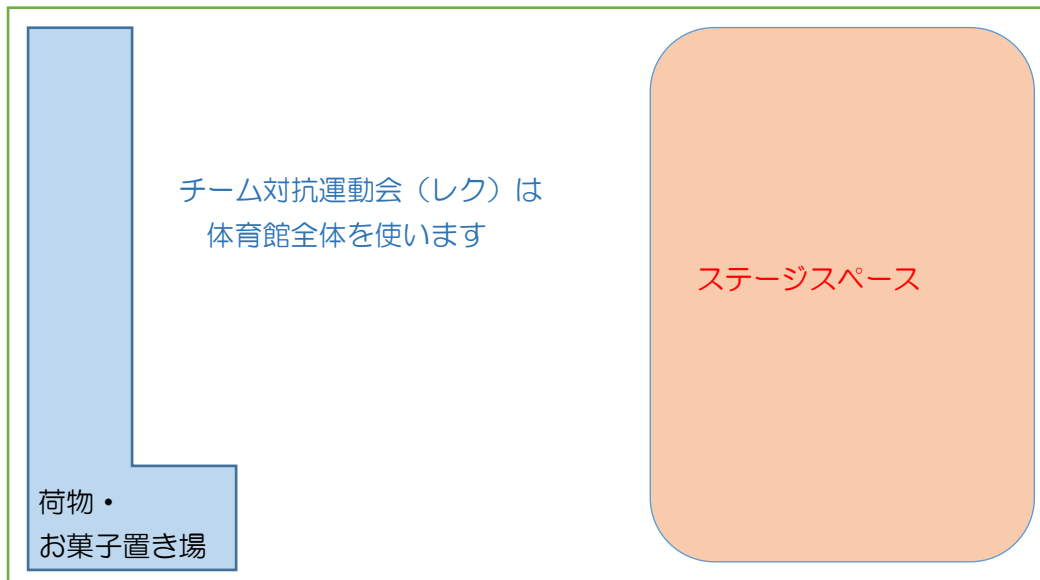 チーム対抗運動会（レク）は
体育館全体を使います
ステージスペース
荷物・
お菓子置き場